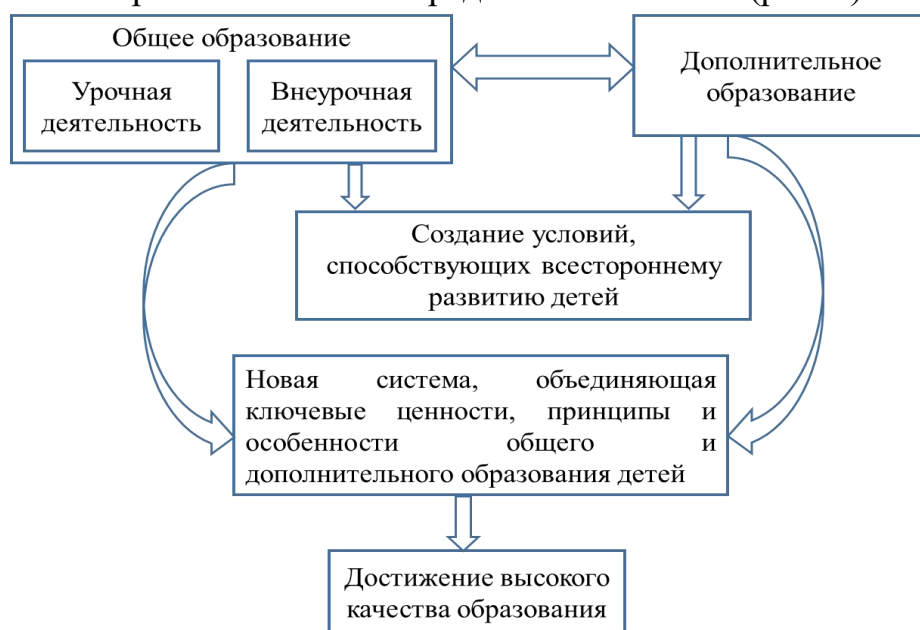 Общее образование
Урочная
деятельность
Внеурочная
деятельность
Дополнительное
образование
Создание условий,
способствующих всестороннему
развитию детей
Новая система, объединяющая
ключевые ценности, принципы и
особенности общего и
дополнительного образования детей
Достижение высокого
качества образования